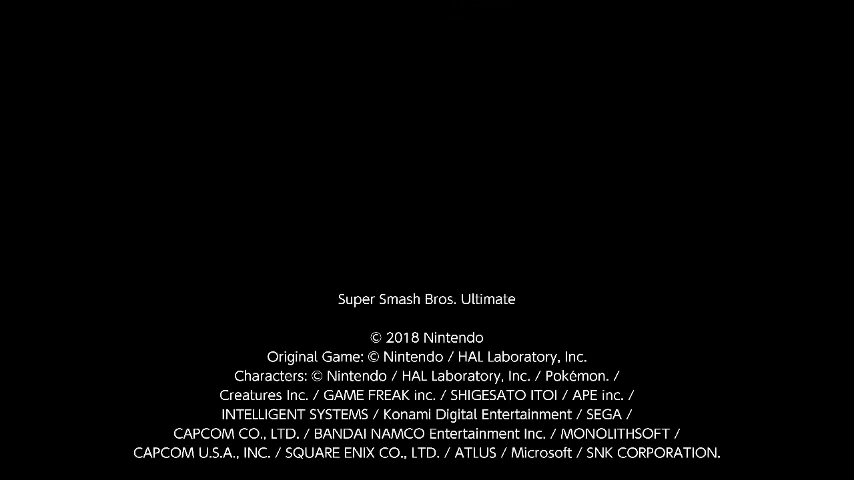 Super Smash Bros. Ultimate
© 2018 Nintendo
Original Game: © Nintendo / HAL Laboratory, Inc.
Characters: © Nintendo / HAL Laboratory, Inc. / Pokémon. /
Creatures Inc. / GAME FREAK inc. / SHIGESATO ITOI / APE inc. /
INTELLIGENT SYSTEMS / Konami Digital Entertainment / SEGA /
CAPCOM CO., LTD. / BANDAI NAMCO Entertainment Inc. / MONOLITHSOFT /
CAPCOM U.S.A., INC. / SQUARE ENIX CO., LTD. / ATLUS / Microsoft / SNK CORPORATION.